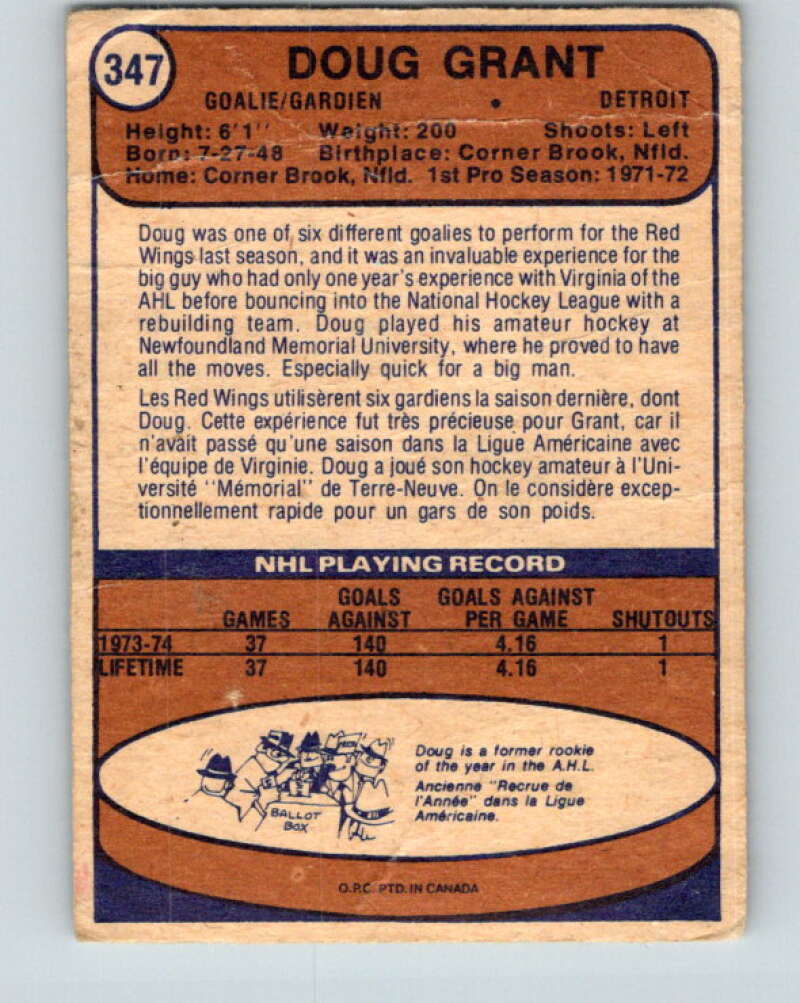 347
DOUG GRANT
GOALIE/GARDIEN • DETROIT
Height: 6'1'' Weight: 200 Shoots: Left
Born: 7-27-48 Birthplace: Corner Brook, Nfld.
Home: Corner Brook, Nfld. 1st Pro Season: 1971-72
Doug was one of six different goalies to perform for the Red
Wings last season, and it was an invaluable experience for the
big guy who had only one year's experience with Virginia of the
AHL before bouncing into the National Hockey League with a
rebuilding team. Doug played his amateur hockey at
Newfoundland Memorial University, where he proved to have
all the moves. Especially quick for a big man.
Les Red Wings utilisèrent six gardiens la saison dernière, dont
Doug. Cette expérience fut très précieuse pour Grant, car il
n'avait passé qu'une saison dans la Ligue Américaine avec
l'équipe de Virginie. Doug a joué son hockey amateur à l'Uni-
versité "Mémorial" de Terre-Neuve. On le considère excep-
tionnellement rapide pour un gars de son poids.
NHL PLAYING RECORD
GAMES GOALS AGAINST GOALS AGAINST PER GAME SHUTOUTS
1973-74 37 140 4.16 1
LIFETIME 37 140 4.16 1
BALLOT
BOX
Doug is a former rookie
of the year in the A.H.L.
Ancienne "Recrue de
l'Année" dans la Ligue
Américaine.
O.P.C. PTD. IN CANADA